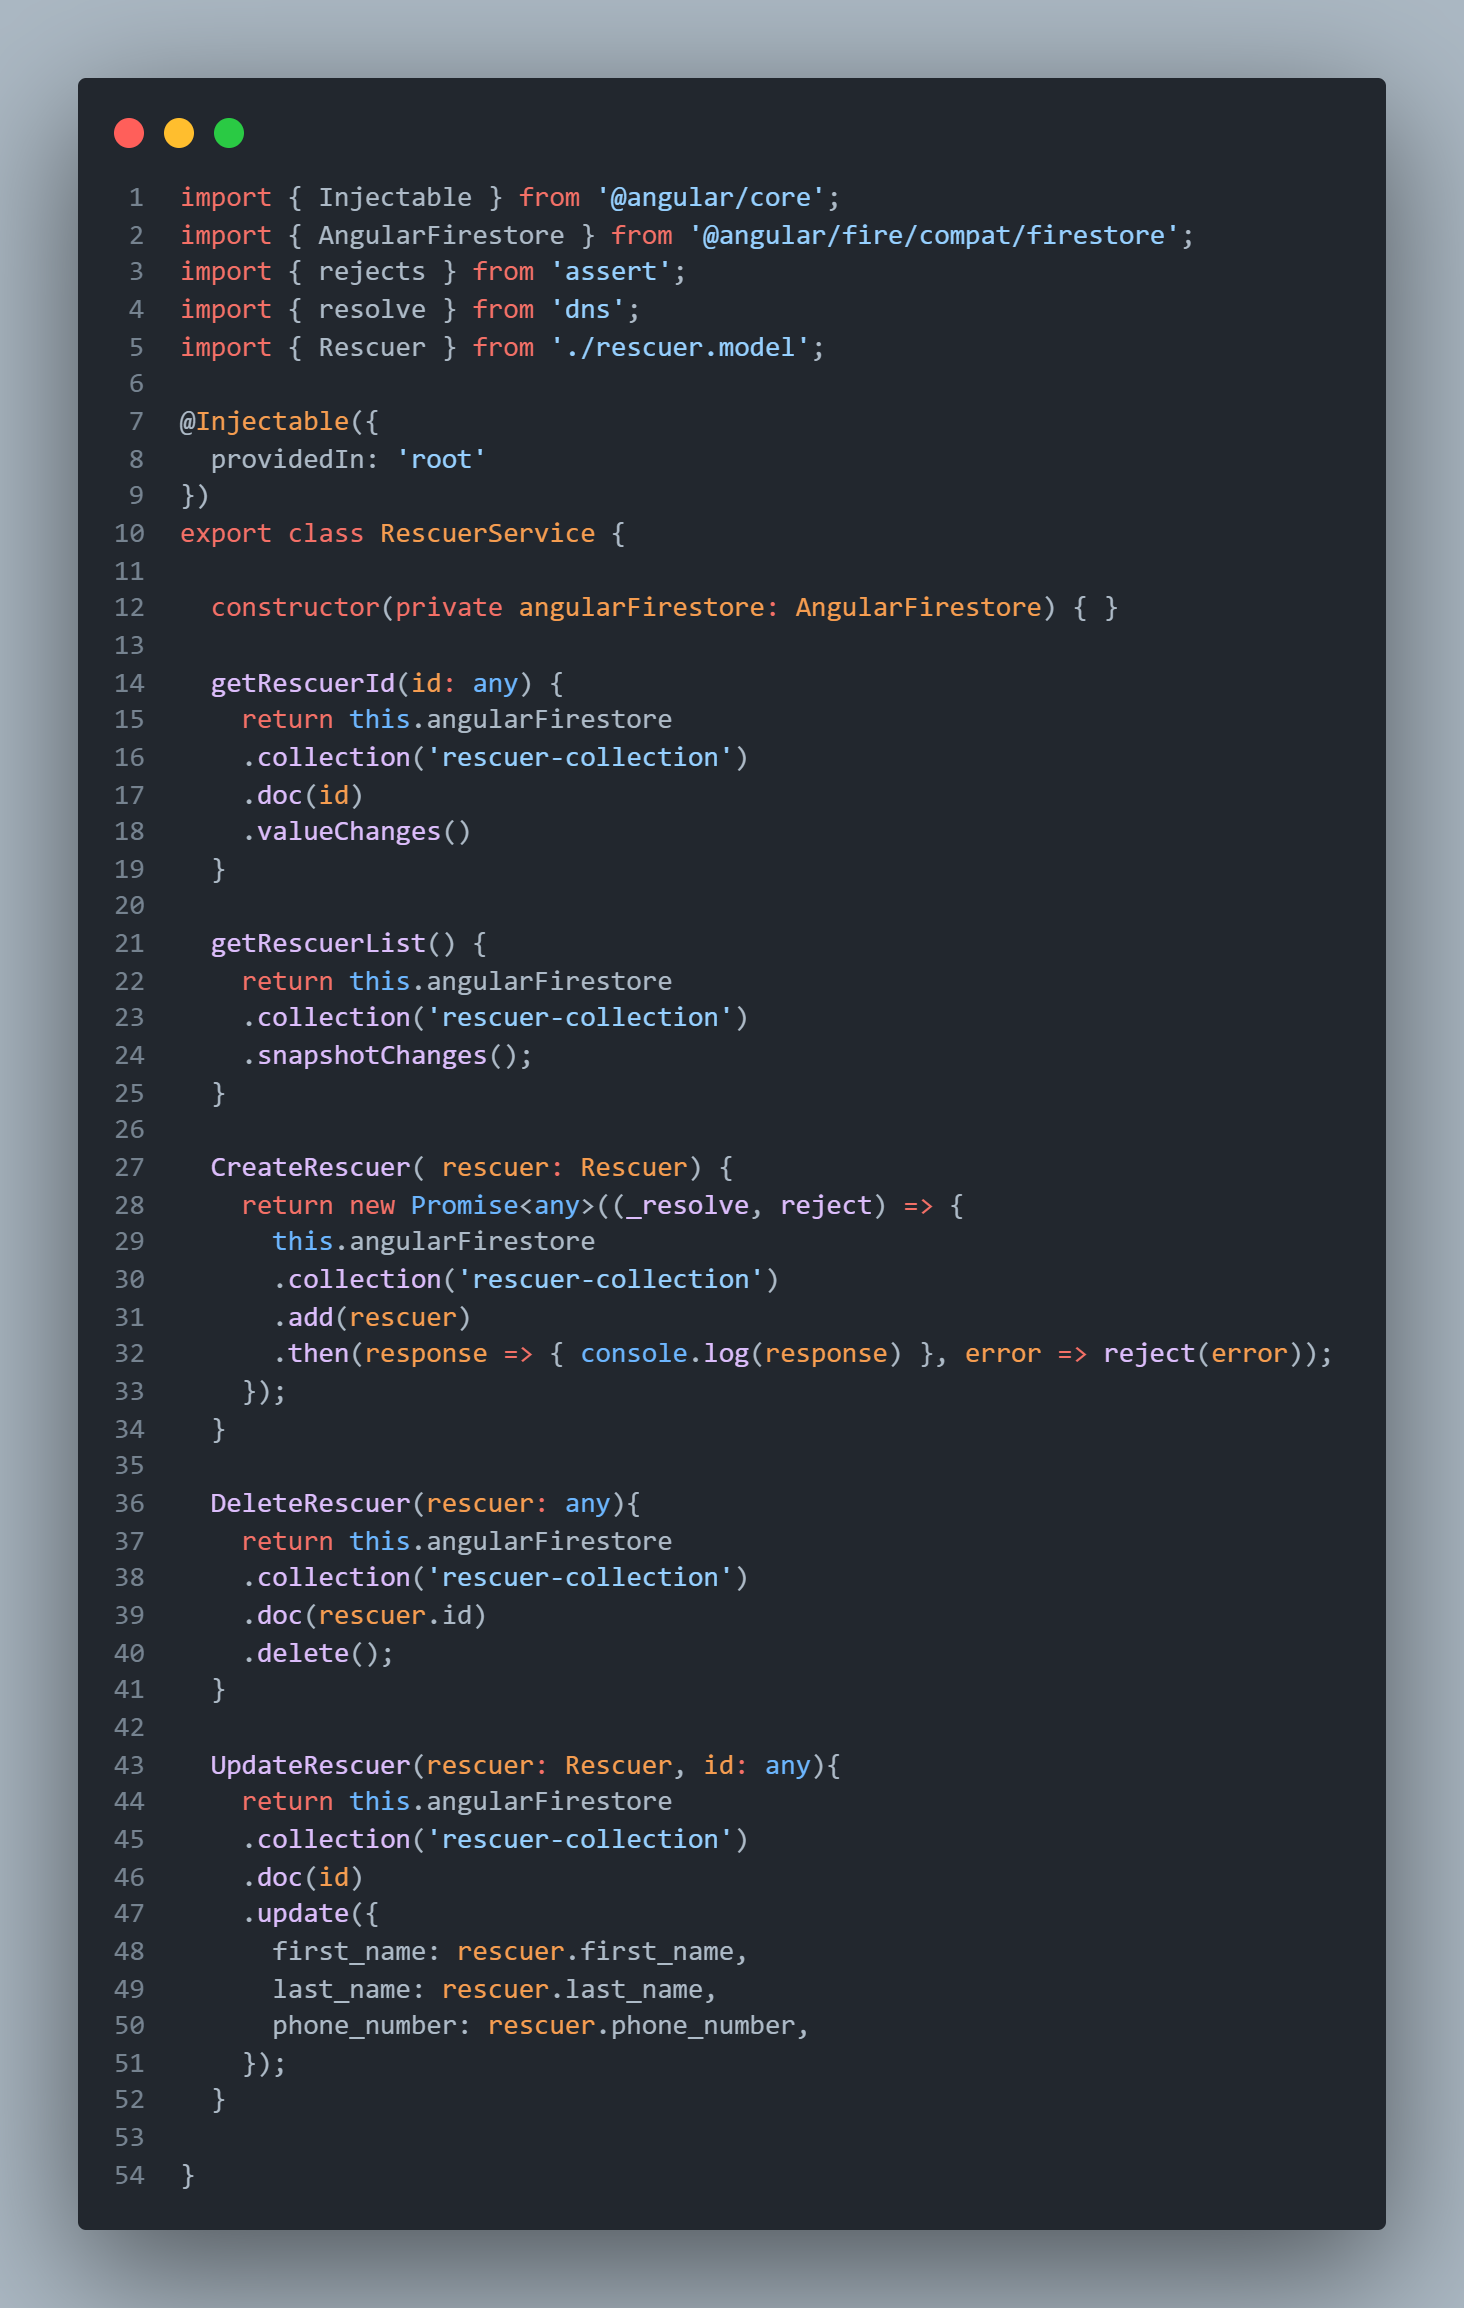 1 import { Injectable } from '@angular/core';
2 import { AngularFirestore } from '@angular/fire/compat/firestore';
3 import { rejects } from 'assert';
4 import { resolve } from 'dns';
5 import { Rescuer } from './rescuer.model';
6
7 @Injectable({
8   providedIn: 'root'
9 })
10 export class RescuerService {
11
12   constructor(private angularFirestore: AngularFirestore) { }
13
14   getRescuerId(id: any) {
15     return this.angularFirestore
16     .collection('rescuer-collection')
17     .doc(id)
18     .valueChanges()
19   }
20
21   getRescuerList() {
22     return this.angularFirestore
23     .collection('rescuer-collection')
24     .snapshotChanges();
25   }
26
27   CreateRescuer( rescuer: Rescuer) {
28     return new Promise<any>((_resolve, reject) => {
29       this.angularFirestore
30       .collection('rescuer-collection')
31       .add(rescuer)
32       .then(response => { console.log(response) }, error => reject(error));
33     });
34   }
35
36   DeleteRescuer(rescuer: any){
37     return this.angularFirestore
38     .collection('rescuer-collection')
39     .doc(rescuer.id)
40     .delete();
41   }
42
43   UpdateRescuer(rescuer: Rescuer, id: any){
44     return this.angularFirestore
45     .collection('rescuer-collection')
46     .doc(id)
47     .update({
48       first_name: rescuer.first_name,
49       last_name: rescuer.last_name,
50       phone_number: rescuer.phone_number,
51     });
52   }
53
54 }